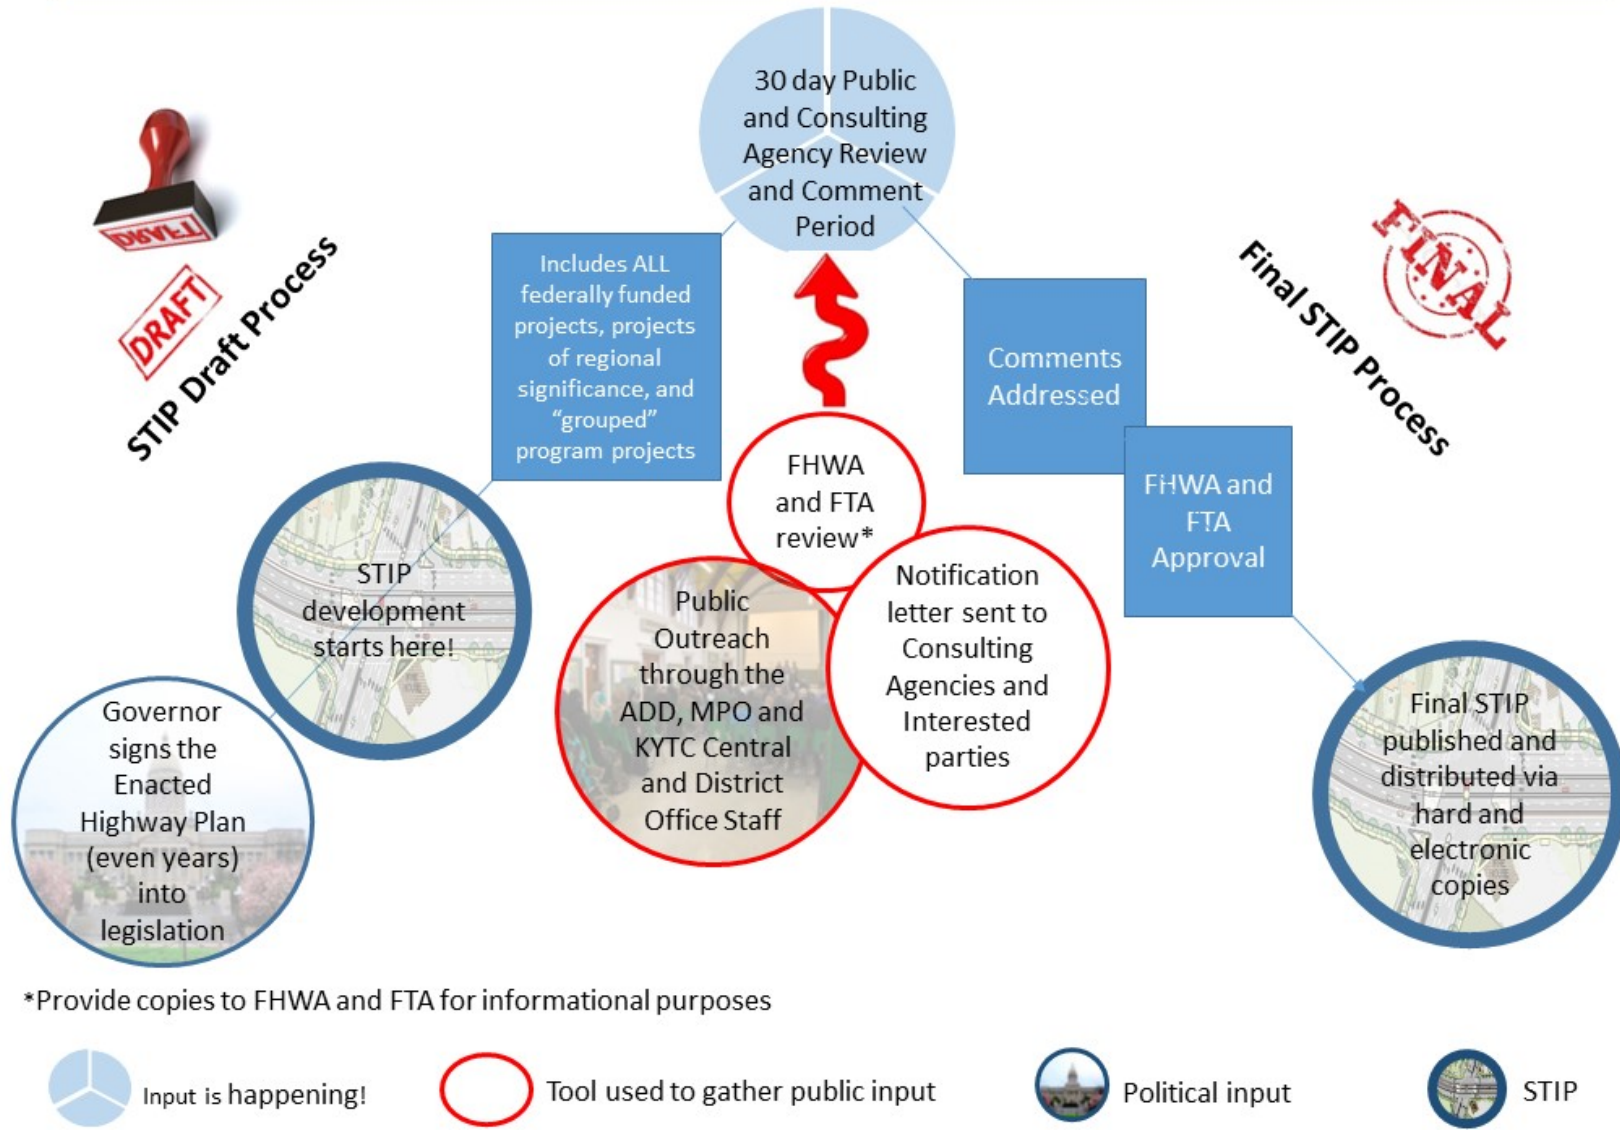 30 day Public
and Consulting
Agency Review
and Comment
Period
DRAFT
DRAFT
STIP Draft Process
FINAL
Final STIP Process
Includes ALL
federally funded
projects, projects
of regional
significance, and
“grouped”
program projects
Comments
Addressed
FHWA
and FTA
review*
FHWA and
FTA
Approval
STIP
development
starts here!
Public
Outreach
through the
ADD, MPO and
KYTC Central
and District
Office Staff
Notification
letter sent to
Consulting
Agencies and
Interested
parties
Governor
signs the
Enacted
Highway Plan
(even years)
into
legislation
Final STIP
published and
distributed via
hard and
electronic
copies
*Provide copies to FHWA and FTA for informational purposes
Input is happening!
Tool used to gather public input
Political input
STIP